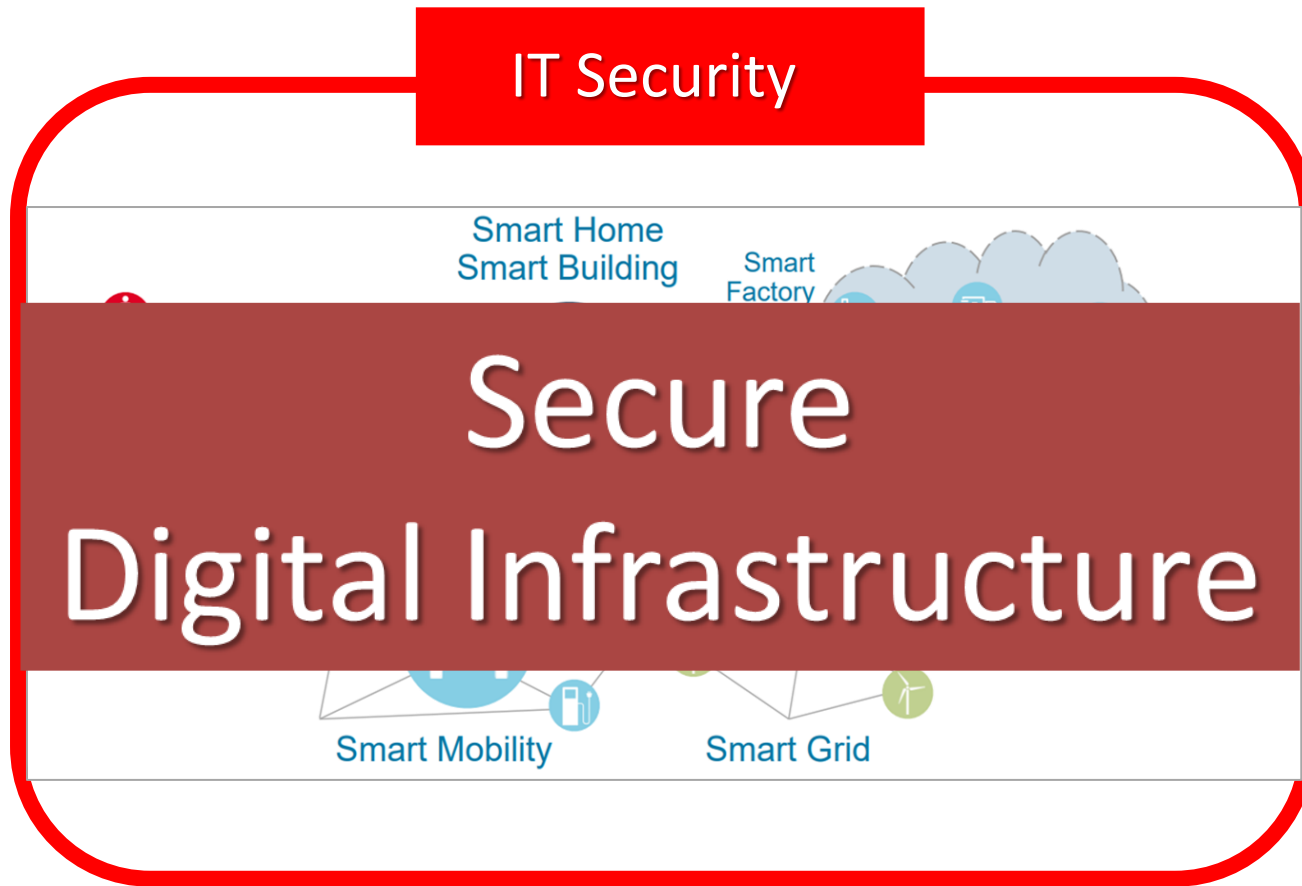 IT Security
Smart Home
Smart Building
Smart
Factory
Secure
Digital Infrastructure
Smart Mobility
Smart Grid